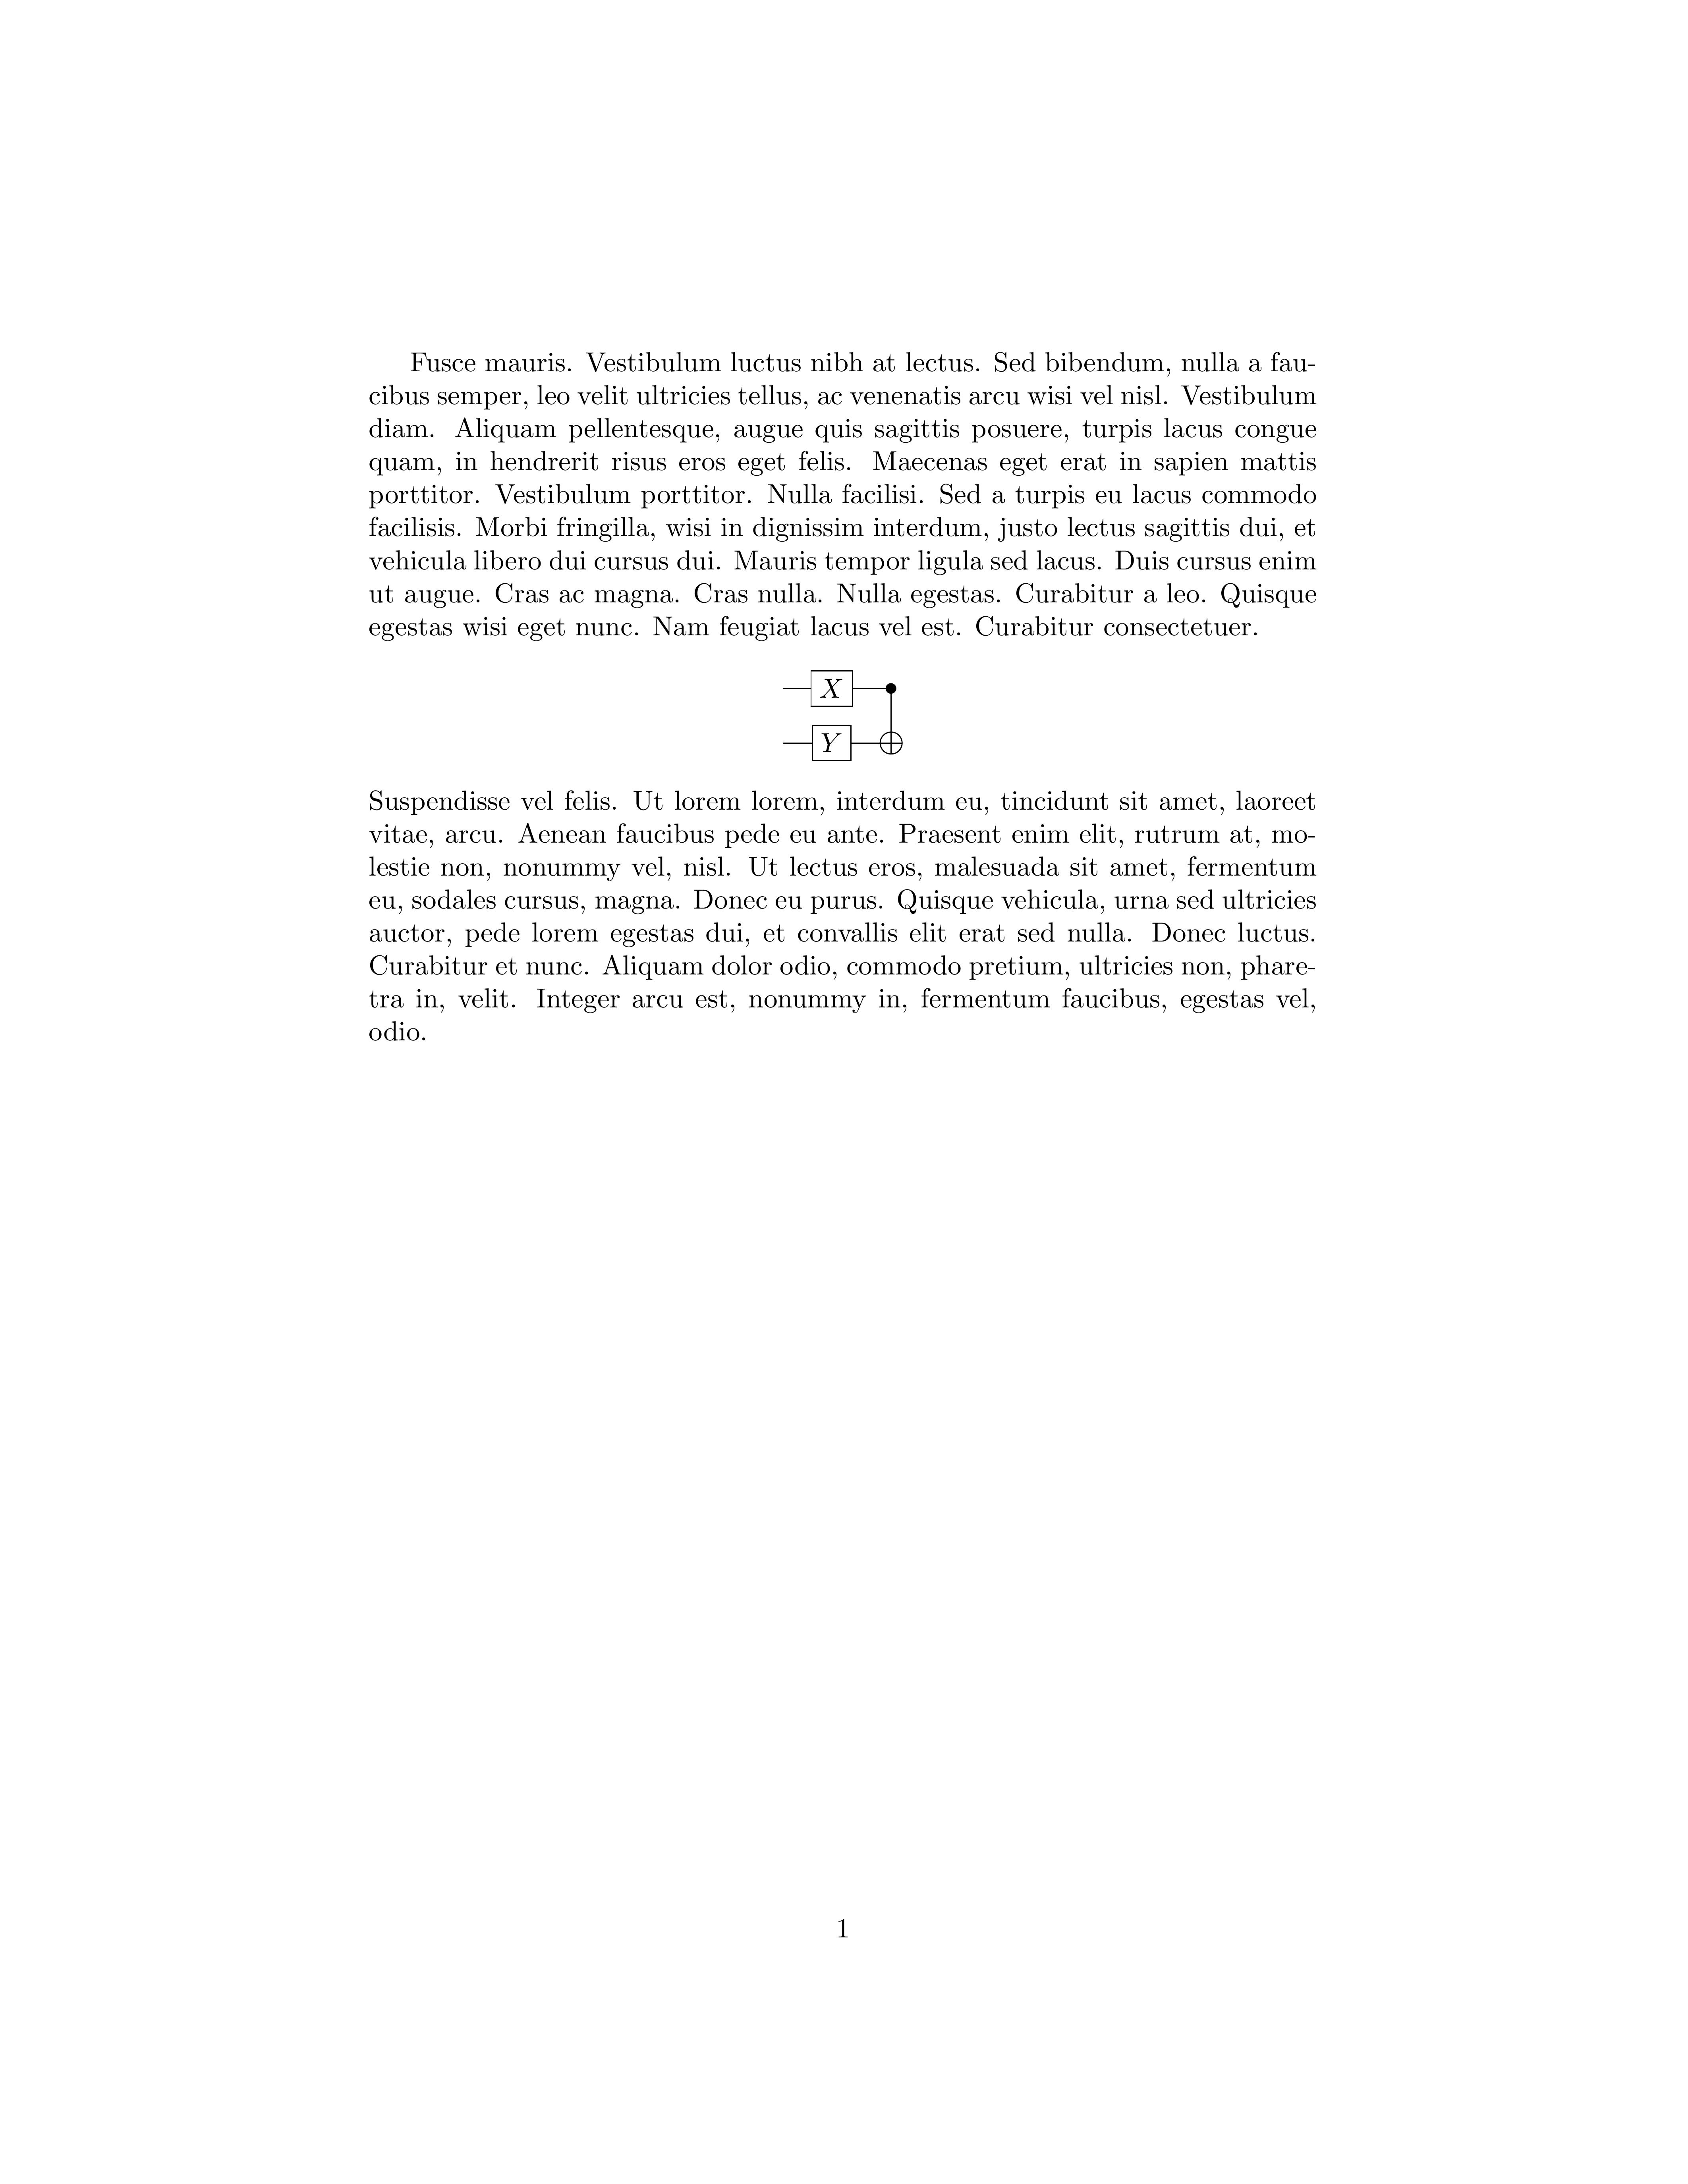 Fusce mauris. Vestibulum luctus nibh at lectus. Sed bibendum, nulla a fau-
cibus semper, leo velit ultricies tellus, ac venenatis arcu wisi vel nisl. Vestibulum
diam. Aliquam pellentesque, augue quis sagittis posuere, turpis lacus congue
quam, in hendrerit risus eros eget felis. Maecenas eget erat in sapien mattis
porttitor. Vestibulum porttitor. Nulla facilisi. Sed a turpis eu lacus commodo
facilisis. Morbi fringilla, wisi in dignissim interdum, justo lectus sagittis dui, et
vehicula libero dui cursus dui. Mauris tempor ligula sed lacus. Duis cursus enim
ut augue. Cras ac magna. Cras nulla. Nulla egestas. Curabitur a leo. Quisque
egestas wisi eget nunc. Nam feugiat lacus vel est. Curabitur consectetuer.
X
Y
Suspendisse vel felis. Ut lorem lorem, interdum eu, tincidunt sit amet, laoreet
vitae, arcu. Aenean faucibus pede eu ante. Praesent enim elit, rutrum at, mo-
lestie non, nonummy vel, nisl. Ut lectus eros, malesuada sit amet, fermentum
eu, sodales cursus, magna. Donec eu purus. Quisque vehicula, urna sed ultricies
auctor, pede lorem egestas dui, et convallis elit erat sed nulla. Donec luctus.
Curabitur et nunc. Aliquam dolor odio, commodo pretium, ultricies non, phare-
tra in, velit. Integer arcu est, nonummy in, fermentum faucibus, egestas vel,
odio.
1